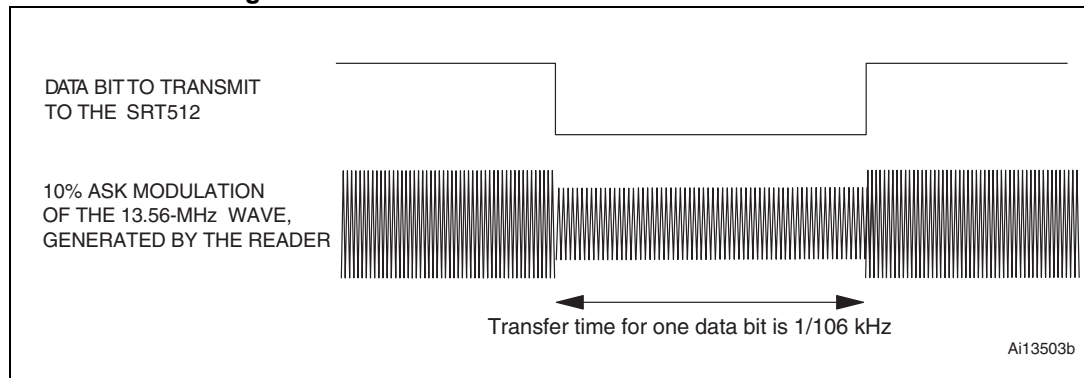 DATA BIT TO TRANSMIT
TO THE SRT512
10% ASK MODULATION
OF THE 13.56-MHz WAVE,
GENERATED BY THE READER
Transfer time for one data bit is 1/106 kHz
Ai13503b